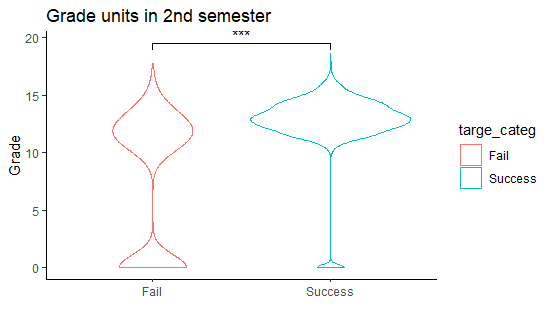 Grade units in 2nd semester
20
***
15
10
5
0
Grade
Fail
Success
targe_categ
Fail
Success